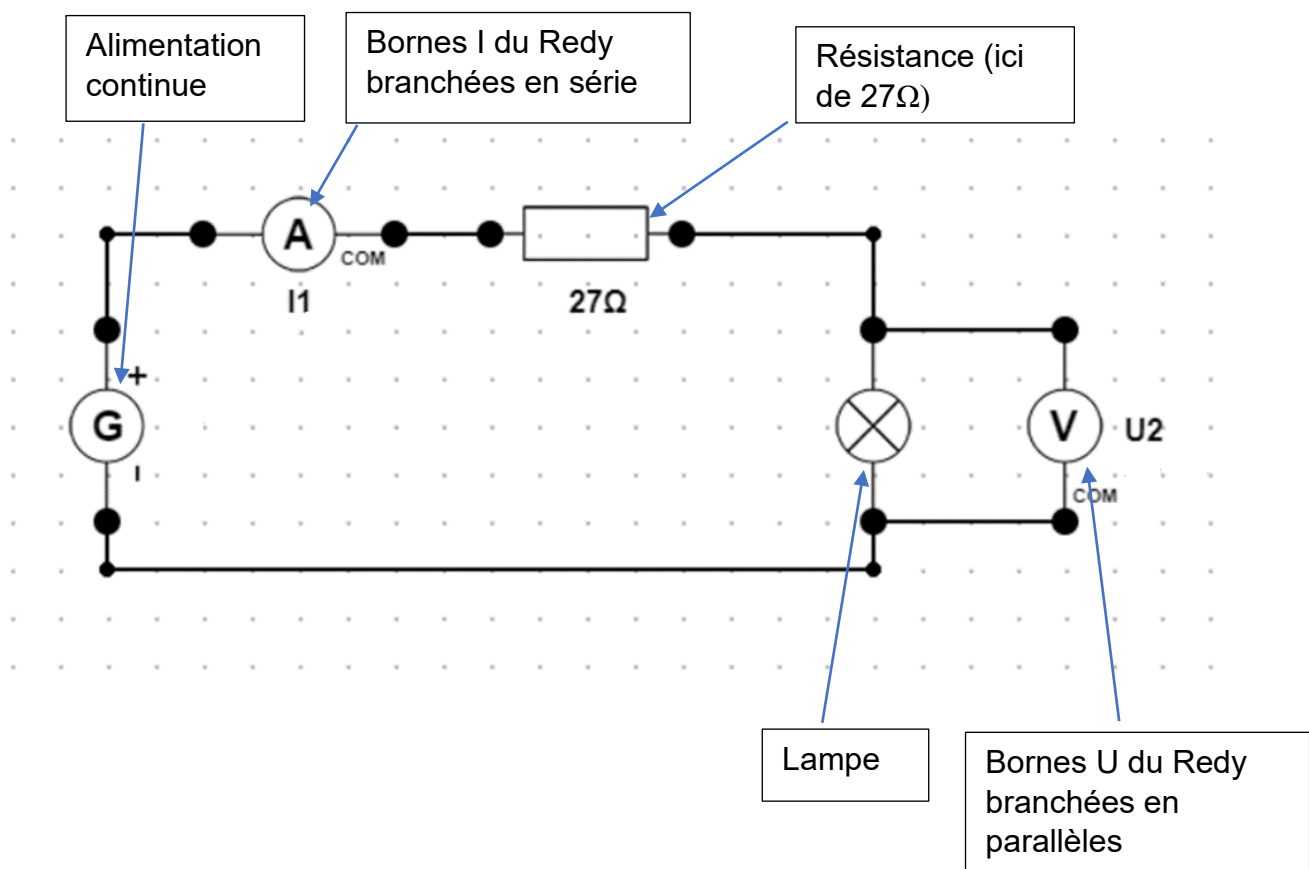 Alimentation
continue
Bornes I du Redy
branchées en série
Résistance (ici
de 27Ω)
A
COM
I1
27Ω
+
G
I
V
U2
COM
Lampe
Bornes U du Redy
branchées en
parallèles